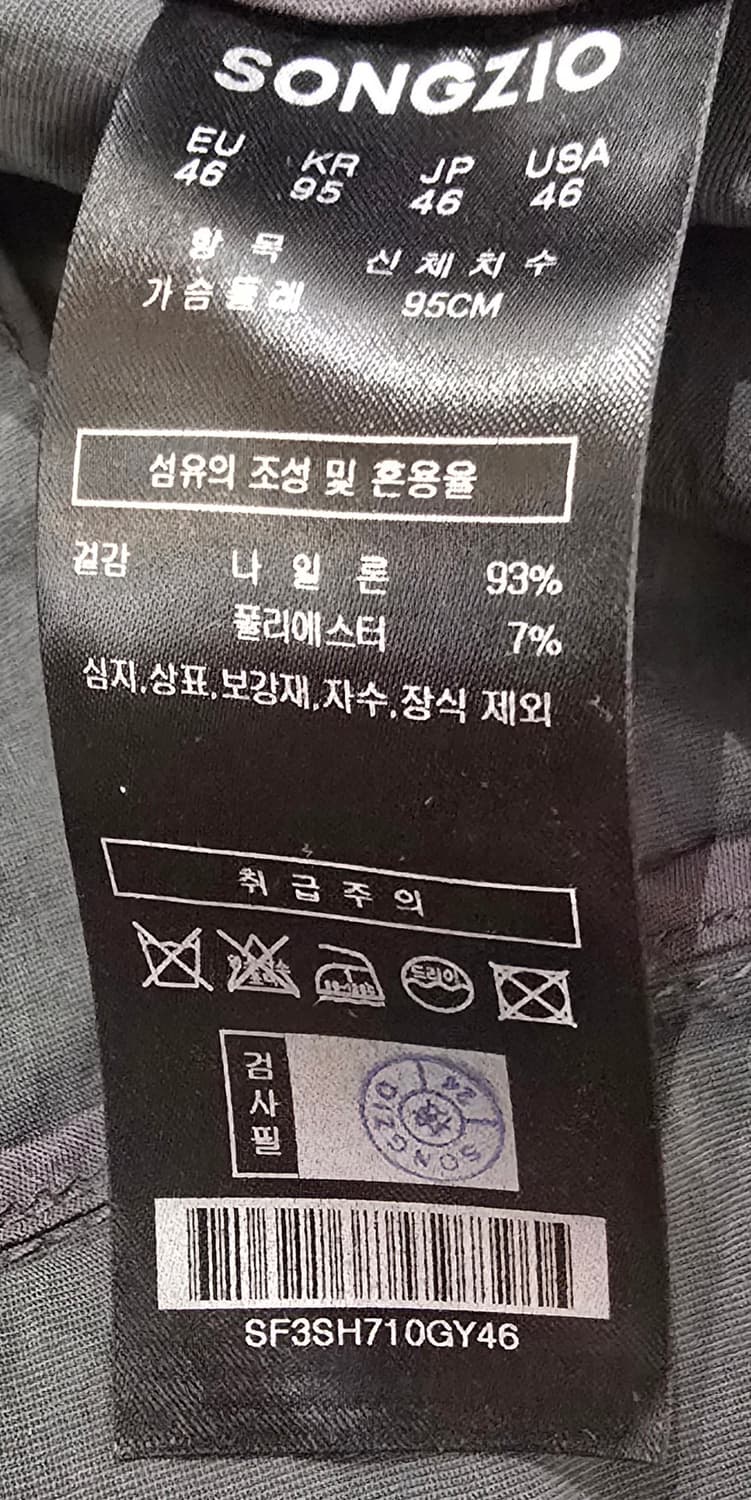 SONGZIO
EU KR JP USA
46 95 46 46
항 목 신 체 치 수
가 슴 둘 레 95CM
섬유의 조성 및 혼용율
겉감 나 일 론 93%
폴리에스터 7%
심지,상표,보강재,자수,장식 제외
취 급 주 의
드라이
검사필
SONGZIO 24
SF3SH710GY46